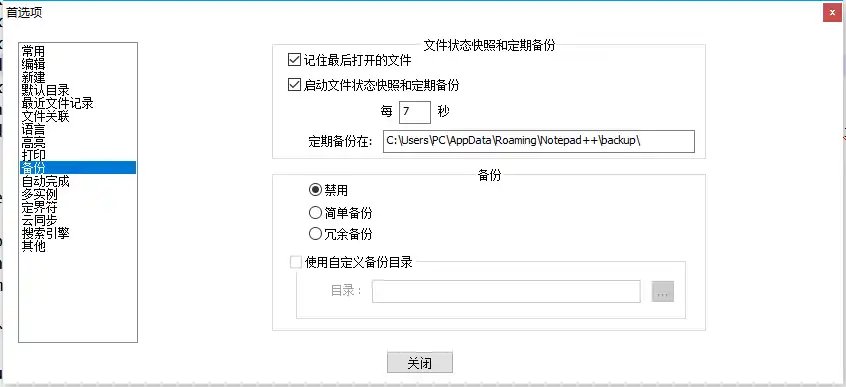 首选项
x
常用
编辑
新建
默认目录
最近文件记录
文件关联
语言
高亮
打印
备份
自动完成
多实例
定界符
云同步
搜索引擎
其他
文件状态快照和定期备份
记住最后打开的文件
启动文件状态快照和定期备份
每 7 秒
定期备份在: C:\Users\PC\AppData\Roaming\Notepad++\backup\
备份
禁用
简单备份
冗余备份
使用自定义备份目录
目录： ...
关闭